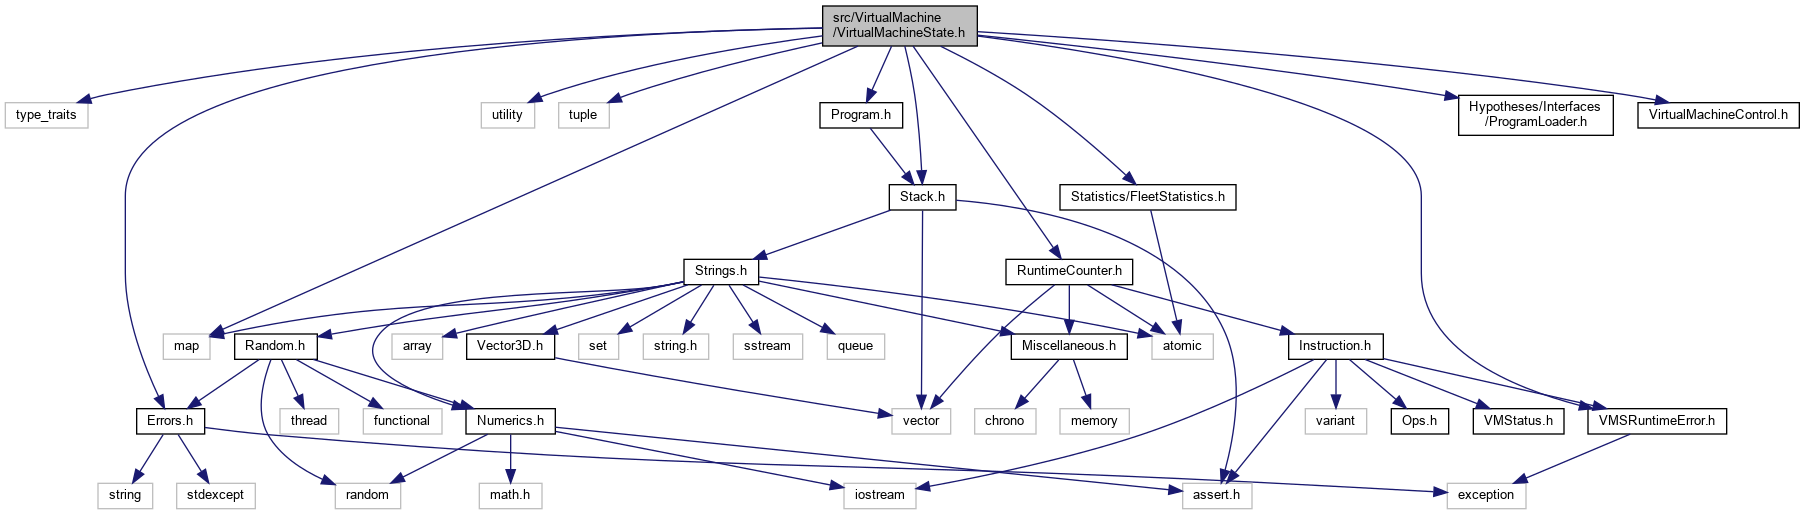 src/VirtualMachine
/VirtualMachineState.h
type_traits
utility
tuple
Program.h
Hypotheses/Interfaces
/ProgramLoader.h
VirtualMachineControl.h
Stack.h
Statistics/FleetStatistics.h
Strings.h
RuntimeCounter.h
map
Random.h
array
Vector3D.h
set
string.h
sstream
queue
Miscellaneous.h
atomic
Instruction.h
Errors.h
thread
functional
Numerics.h
vector
chrono
memory
variant
Ops.h
VMStatus.h
VMSRuntimeError.h
string
stdexcept
random
math.h
iostream
assert.h
exception